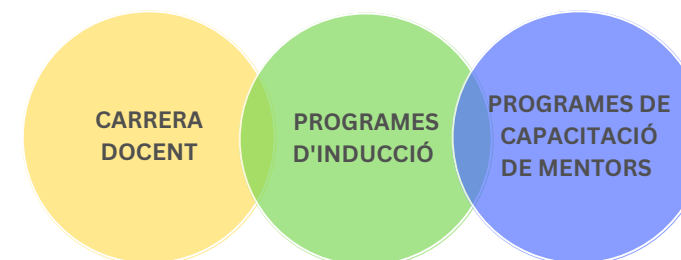 CARRERA
DOCENT
PROGRAMES
D'INDUCCIÓ
PROGRAMES DE
CAPACITACIÓ
DE MENTORS